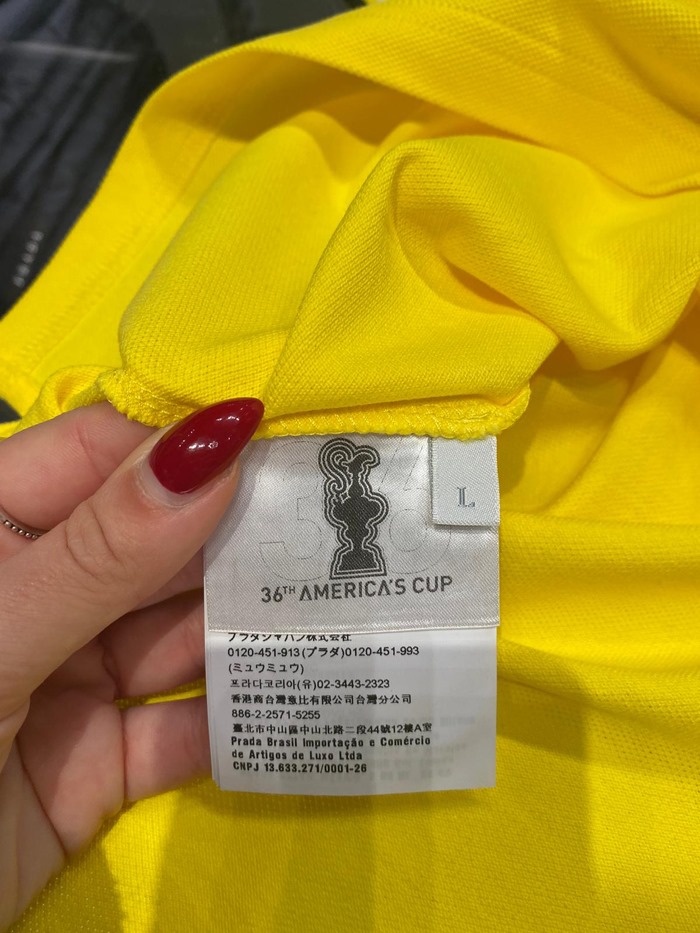 36
L
36TH AMERICA'S CUP
プラダジャパン株式会社
0120-451-913(プラダ)0120-451-993
(ミュウミュウ)
프라다코리아(유)02-3443-2323
香港商台灣意比有限公司台灣分公司
886-2-2571-5255
臺北市中山區中山北路二段44號12樓A室
Prada Brasil Importação e Comércio
de Artigos de Luxo Ltda
CNPJ 13.633.271/0001-26